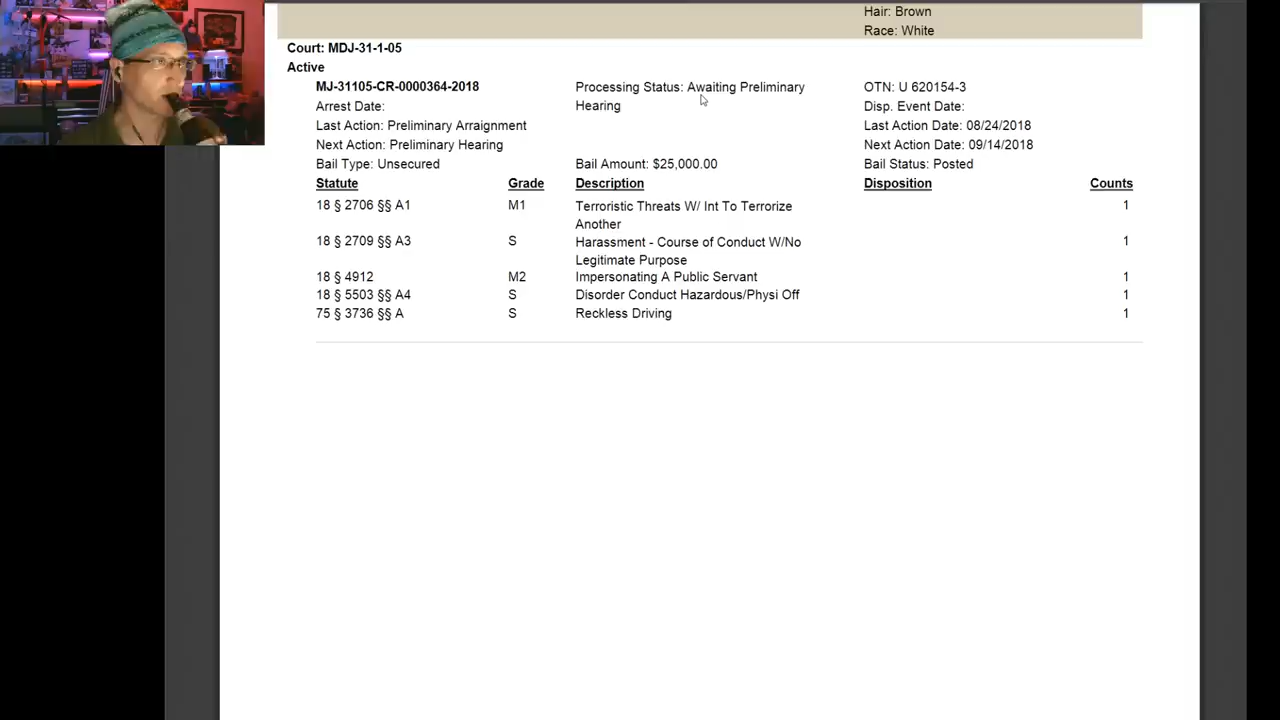 Hair: Brown
Race: White
Court: MDJ-31-1-05
Active
MJ-31105-CR-0000364-2018 Processing Status: Awaiting Preliminary OTN: U 620154-3
Arrest Date: Hearing Disp. Event Date:
Last Action: Preliminary Arraignment Last Action Date: 08/24/2018
Next Action: Preliminary Hearing Next Action Date: 09/14/2018
Bail Type: Unsecured Bail Amount: $25,000.00 Bail Status: Posted
Statute Grade Description Disposition Counts
18 § 2706 §§ A1 M1 Terroristic Threats W/ Int To Terrorize 1
Another
18 § 2709 §§ A3 S Harassment - Course of Conduct W/No 1
Legitimate Purpose
18 § 4912 M2 Impersonating A Public Servant 1
18 § 5503 §§ A4 S Disorder Conduct Hazardous/Physi Off 1
75 § 3736 §§ A S Reckless Driving 1